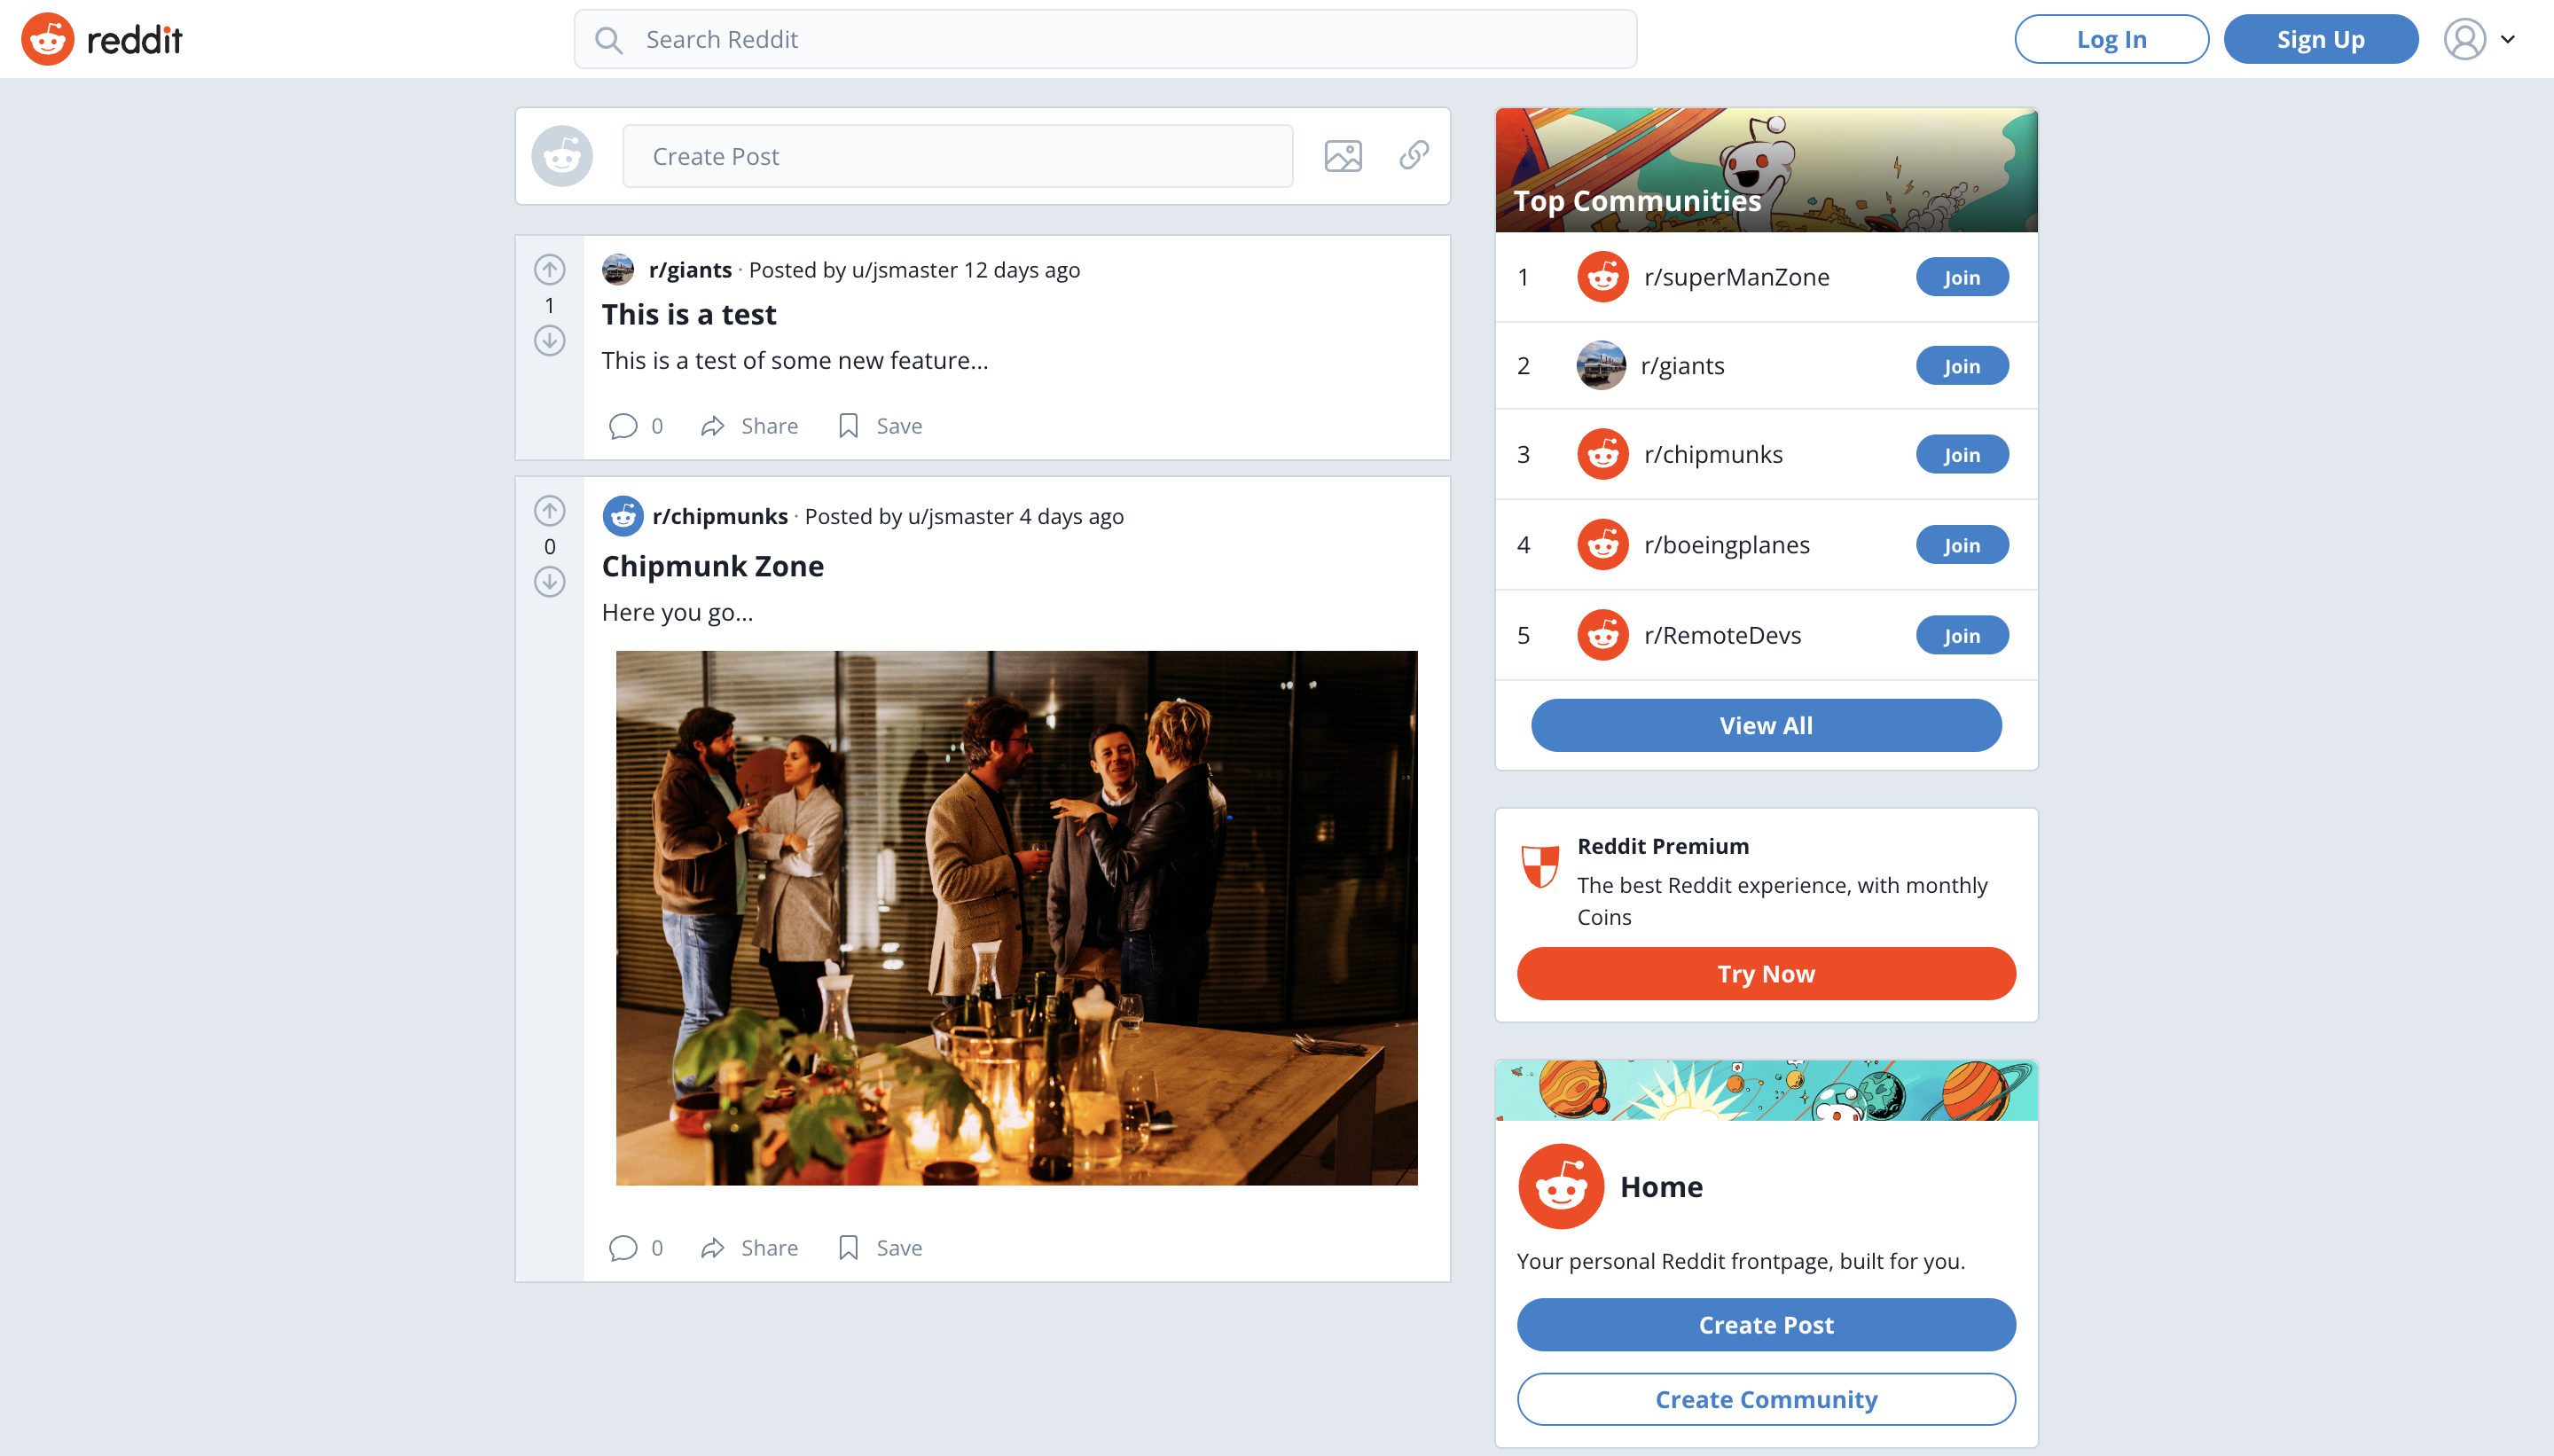 reddit
Search Reddit
Log In
Sign Up
Create Post
r/giants · Posted by u/jsmaster 12 days ago
1
This is a test
This is a test of some new feature...
0 Share Save
r/chipmunks · Posted by u/jsmaster 4 days ago
0
Chipmunk Zone
Here you go...
0 Share Save
Top Communities
1 r/superManZone Join
2 r/giants Join
3 r/chipmunks Join
4 r/boeingplanes Join
5 r/RemoteDevs Join
View All
Reddit Premium
The best Reddit experience, with monthly
Coins
Try Now
Home
Your personal Reddit frontpage, built for you.
Create Post
Create Community